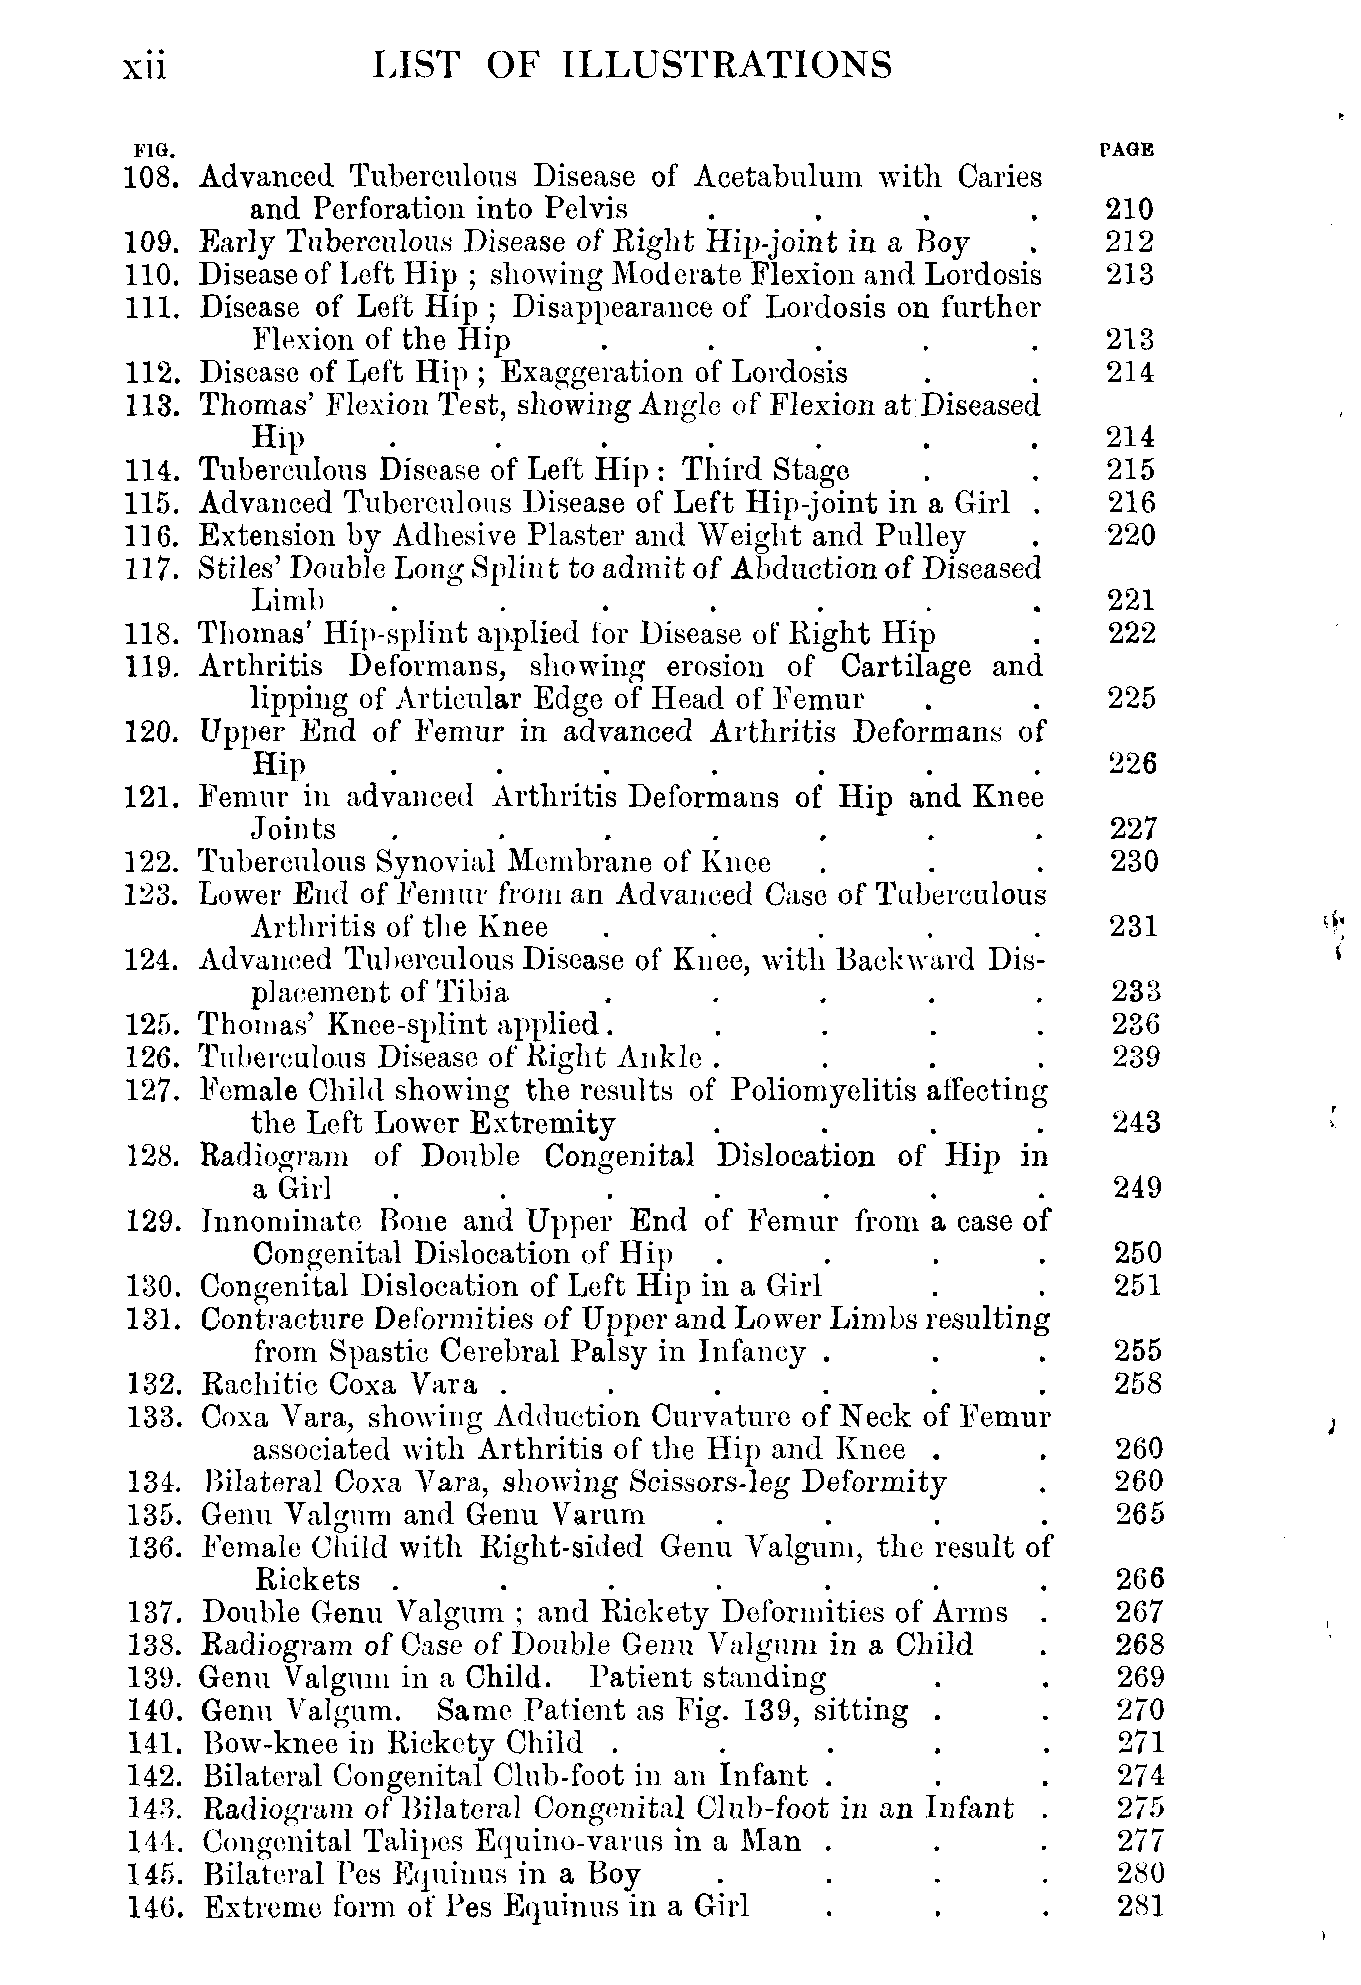 xii LIST OF ILLUSTRATIONS
FIG. PAGE
108. Advanced Tuberculous Disease of Acetabulum with Caries
and Perforation into Pelvis . . . . 210
109. Early Tuberculous Disease of Right Hip-joint in a Boy . 212
110. Disease of Left Hip ; showing Moderate Flexion and Lordosis 213
111. Disease of Left Hip ; Disappearance of Lordosis on further
Flexion of the Hip . . . . . 213
112. Disease of Left Hip ; Exaggeration of Lordosis . . 214
113. Thomas' Flexion Test, showing Angle of Flexion at Diseased
Hip . . . . . . . 214
114. Tuberculous Disease of Left Hip : Third Stage . . 215
115. Advanced Tuberculous Disease of Left Hip-joint in a Girl . 216
116. Extension by Adhesive Plaster and Weight and Pulley . 220
117. Stiles' Double Long Splint to admit of Abduction of Diseased
Limb . . . . . . . 221
118. Thomas' Hip-splint applied for Disease of Right Hip . 222
119. Arthritis Deformans, showing erosion of Cartilage and
lipping of Articular Edge of Head of Femur . . 225
120. Upper End of Femur in advanced Arthritis Deformans of
Hip . . . . . . . 226
121. Femur in advanced Arthritis Deformans of Hip and Knee
Joints . . . . . . . 227
122. Tuberculous Synovial Membrane of Knee . . . 230
123. Lower End of Femur from an Advanced Case of Tuberculous
Arthritis of the Knee . . . . . 231
124. Advanced Tuberculous Disease of Knee, with Backward Dis-
placement of Tibia . . . . . 233
125. Thomas' Knee-splint applied . . . . . 236
126. Tuberculous Disease of Right Ankle . . . . 239
127. Female Child showing the results of Poliomyelitis affecting
the Left Lower Extremity . . . . 243
128. Radiogram of Double Congenital Dislocation of Hip in
a Girl . . . . . . . 249
129. Innominate Bone and Upper End of Femur from a case of
Congenital Dislocation of Hip . . . . 250
130. Congenital Dislocation of Left Hip in a Girl . . 251
131. Contracture Deformities of Upper and Lower Limbs resulting
from Spastic Cerebral Palsy in Infancy . . . 255
132. Rachitic Coxa Vara . . . . . . 258
133. Coxa Vara, showing Adduction Curvature of Neck of Femur
associated with Arthritis of the Hip and Knee . . 260
134. Bilateral Coxa Vara, showing Scissors-leg Deformity . 260
135. Genu Valgum and Genu Varum . . . . 265
136. Female Child with Right-sided Genu Valgum, the result of
Rickets . . . . . . . 266
137. Double Genu Valgum ; and Rickety Deformities of Arms . 267
138. Radiogram of Case of Double Genu Valgum in a Child . 268
139. Genu Valgum in a Child. Patient standing . . 269
140. Genu Valgum. Same Patient as Fig. 139, sitting . . 270
141. Bow-knee in Rickety Child . . . . . 271
142. Bilateral Congenital Club-foot in an Infant . . . 274
143. Radiogram of Bilateral Congenital Club-foot in an Infant . 275
144. Congenital Talipes Equino-varus in a Man . . . 277
145. Bilateral Pes Equinus in a Boy . . . . 280
146. Extreme form of Pes Equinus in a Girl . . . 281